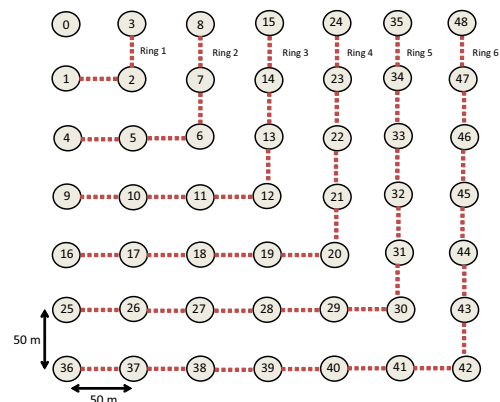 0 3 8 15 24 35 48
Ring 1 Ring 2 Ring 3 Ring 4 Ring 5 Ring 6
1 2 7 14 23 34 47
4 5 6 13 22 33 46
9 10 11 12 21 32 45
16 17 18 19 20 31 44
25 26 27 28 29 30 43
50 m
36 37 38 39 40 41 42
50 m